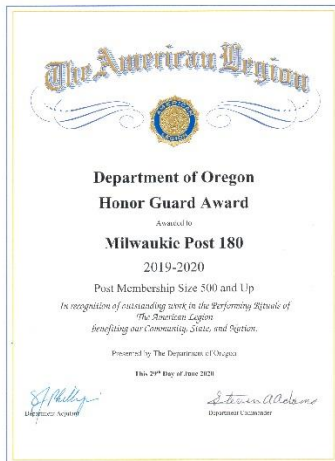 The American Legion
AMERICAN
LEGION
Department of Oregon
Honor Guard Award
Awarded to
Milwaukie Post 180
2019-2020
Post Membership Size 500 and Up
In recognition of outstanding work in the Performing Rituals of
The American Legion
benefiting our Community, State, and Nation.
Presented by The Department of Oregon
This 29th Day of June 2020
Department Adjutant
Department Commander